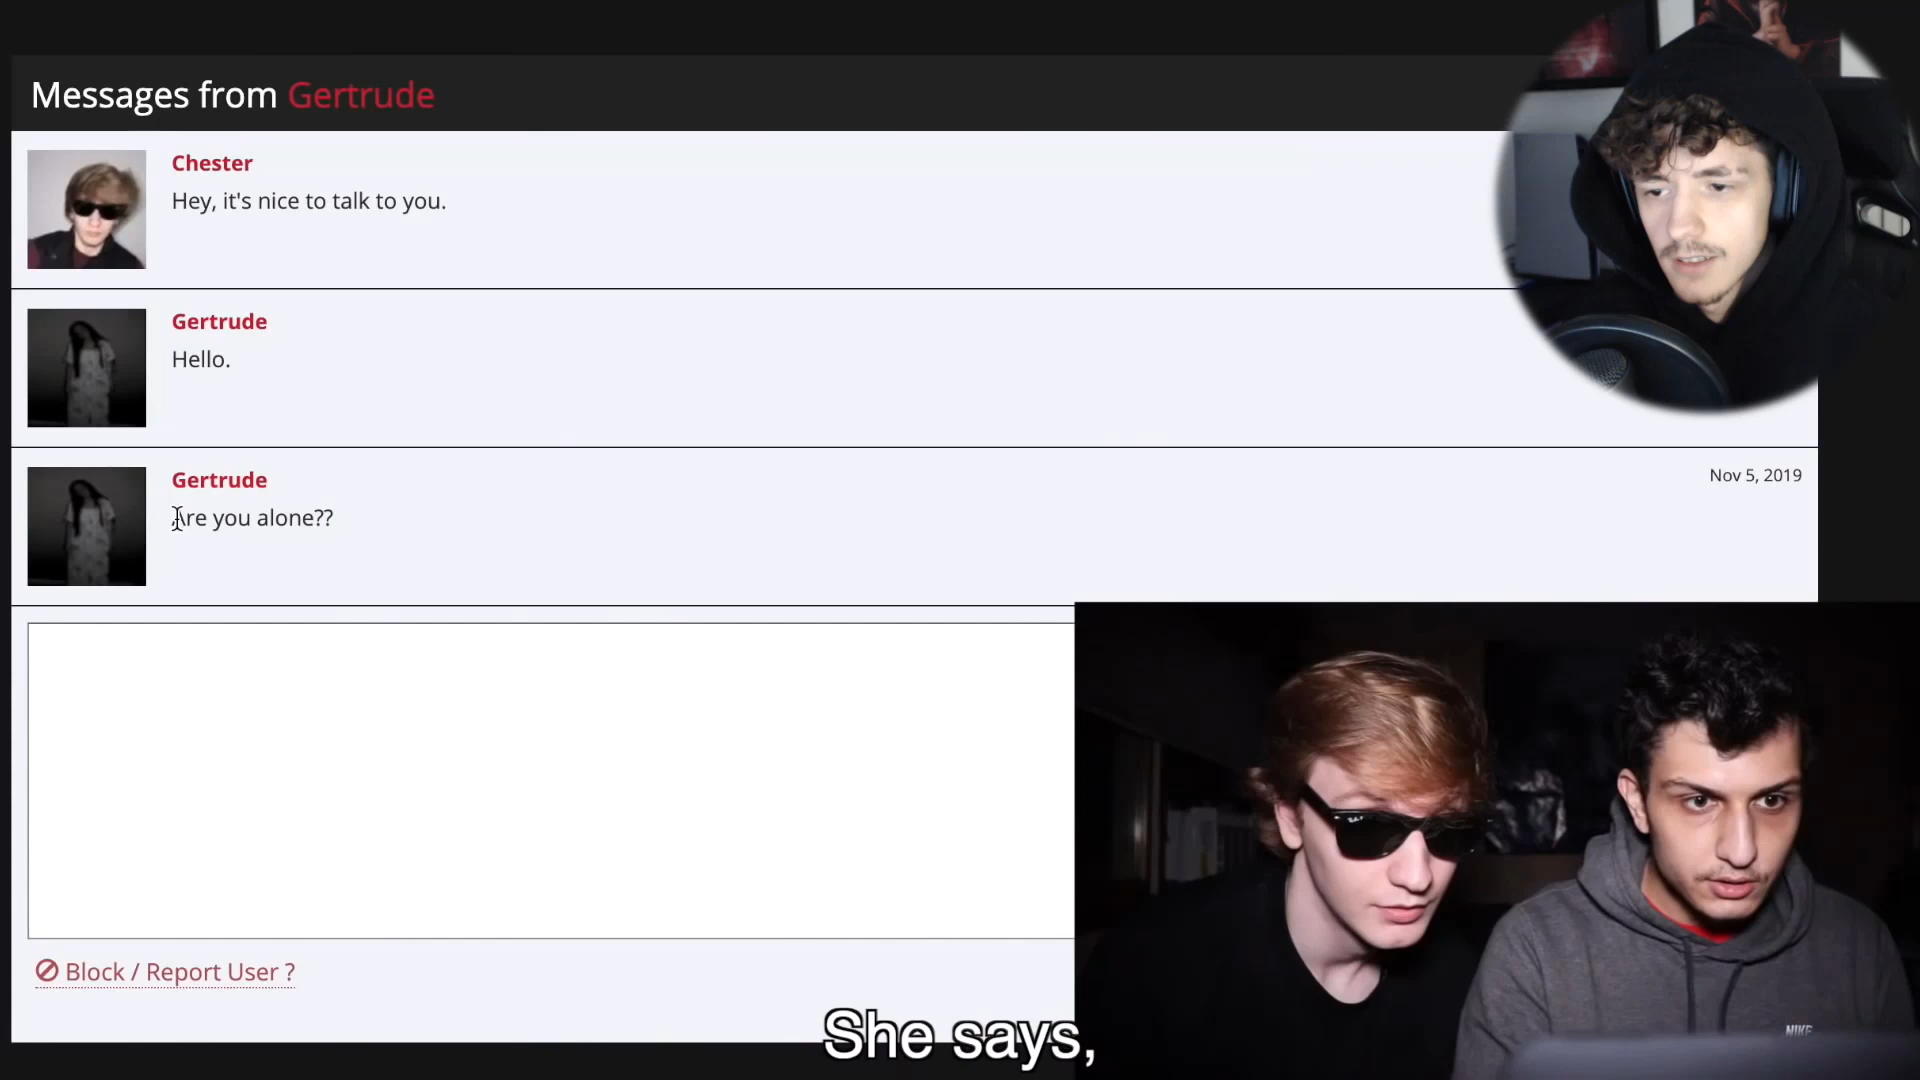 Messages from Gertrude
Chester
Hey, it's nice to talk to you.
Gertrude
Hello.
Gertrude
Nov 5, 2019
Are you alone??
Block / Report User ?
NIKE
She says,